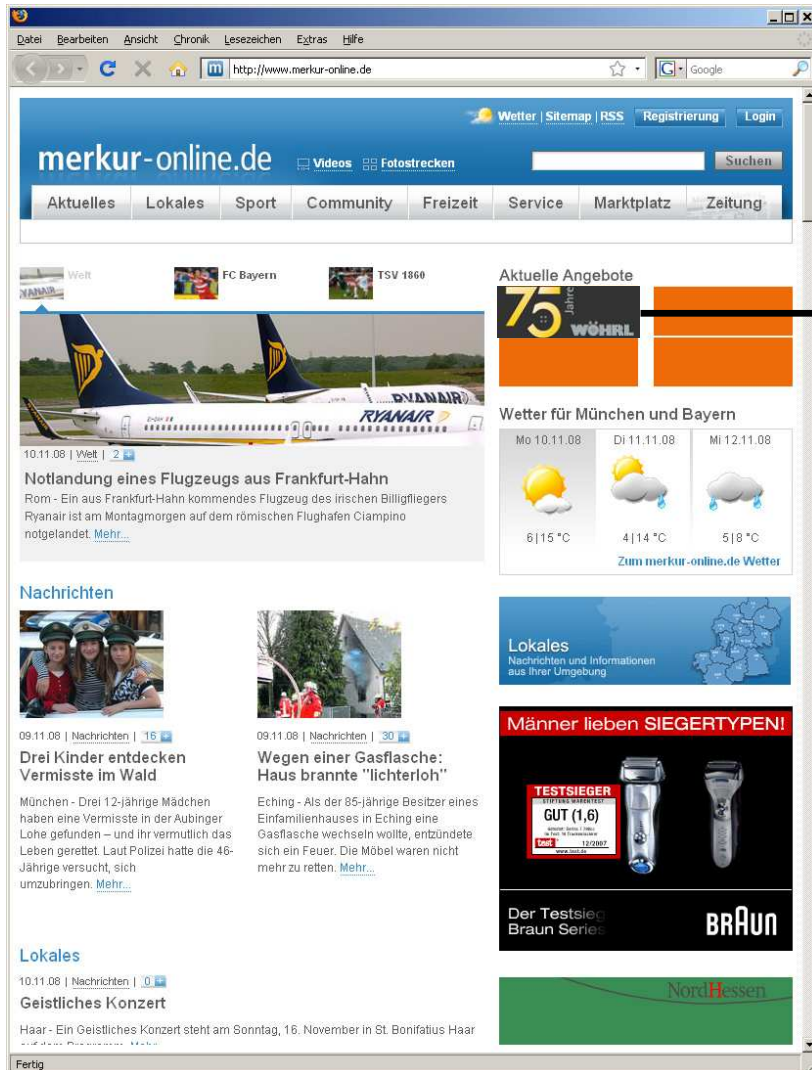 Datei Bearbeiten Ansicht Chronik Lesezeichen Extras Hilfe
http://www.merkur-online.de
G Google
Wetter | Sitemap | RSS Registrierung Login
merkur-online.de Videos Fotostrecken Suchen
Aktuelles Lokales Sport Community Freizeit Service Marktplatz Zeitung
Welt FC Bayern TSV 1860
RYANAIR
RYANAIR
10.11.08 | Welt | 2
Notlandung eines Flugzeugs aus Frankfurt-Hahn
Rom - Ein aus Frankfurt-Hahn kommendes Flugzeug des irischen Billigfliegers
Ryanair ist am Montagmorgen auf dem römischen Flughafen Ciampino
notgelandet. Mehr...
Nachrichten
09.11.08 | Nachrichten | 16
Drei Kinder entdecken
Vermisste im Wald
München - Drei 12-jährige Mädchen
haben eine Vermisste in der Aubinger
Lohe gefunden – und ihr vermutlich das
Leben gerettet. Laut Polizei hatte die 46-
Jährige versucht, sich
umzubringen. Mehr...
09.11.08 | Nachrichten | 30
Wegen einer Gasflasche:
Haus brannte "lichterloh"
Eching - Als der 85-jährige Besitzer eines
Einfamilienhauses in Eching eine
Gasflasche wechseln wollte, entzündete
sich ein Feuer. Die Möbel waren nicht
mehr zu retten. Mehr...
Lokales
10.11.08 | Nachrichten | 0
Geistliches Konzert
Haar - Ein Geistliches Konzert steht am Sonntag, 16. November in St. Bonifatius Haar
auf dem Programm. Mehr...
Aktuelle Angebote
75 Jahre WÖHRL
Wetter für München und Bayern
Mo 10.11.08 Di 11.11.08 Mi 12.11.08
6|15 °C 4|14 °C 5|8 °C
Zum merkur-online.de Wetter
Lokales
Nachrichten und Informationen
aus Ihrer Umgebung
Männer lieben SIEGERTYPEN!
TESTSIEGER
STIFTUNG WARENTEST
GUT (1,6)
test 12/2007
www.test.de
Der Testsieg
Braun Series
BRAUN
NordHessen
Fertig